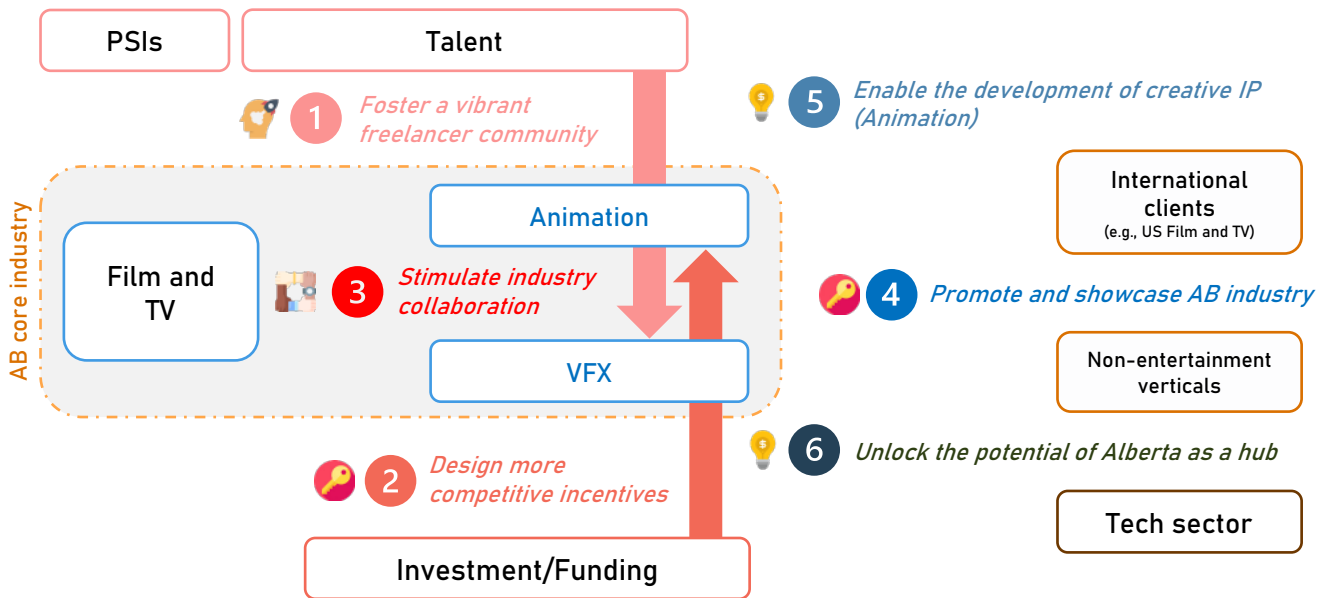 PSIs
Talent
1
Foster a vibrant
freelancer community
5
Enable the development of creative IP
(Animation)
AB core industry
Animation
International
clients
(e.g., US Film and TV)
Film and
TV
3
Stimulate industry
collaboration
4
Promote and showcase AB industry
VFX
Non-entertainment
verticals
2
Design more
competitive incentives
6
Unlock the potential of Alberta as a hub
Tech sector
Investment/Funding